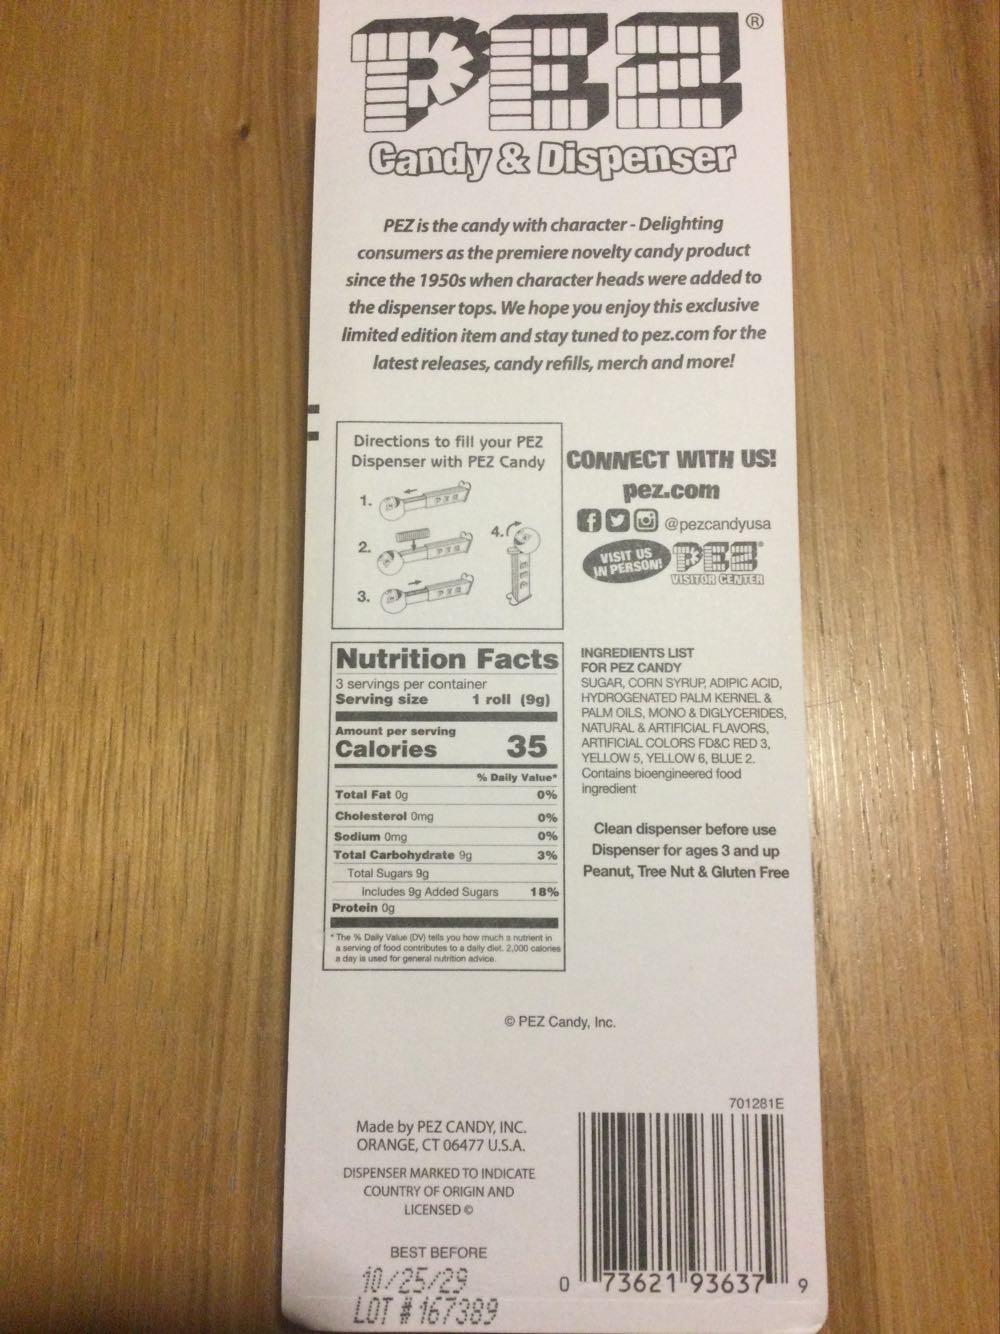 PEZ®
Candy & Dispenser
PEZ is the candy with character - Delighting
consumers as the premiere novelty candy product
since the 1950s when character heads were added to
the dispenser tops. We hope you enjoy this exclusive
limited edition item and stay tuned to pez.com for the
latest releases, candy refills, merch and more!
Directions to fill your PEZ
Dispenser with PEZ Candy
1.
PEZ
2.
PEZ
3.
PEZ
4.
PEZ
CONNECT WITH US!
pez.com
@pezcandyusa
VISIT US
IN PERSON!
PEZ®
VISITOR CENTER
Nutrition Facts
3 servings per container
Serving size 1 roll (9g)
Amount per serving
Calories 35
% Daily Value*
Total Fat 0g 0%
Cholesterol 0mg 0%
Sodium 0mg 0%
Total Carbohydrate 9g 3%
Total Sugars 9g
Includes 9g Added Sugars 18%
Protein 0g
* The % Daily Value (DV) tells you how much a nutrient in
a serving of food contributes to a daily diet. 2,000 calories
a day is used for general nutrition advice.
INGREDIENTS LIST
FOR PEZ CANDY
SUGAR, CORN SYRUP, ADIPIC ACID,
HYDROGENATED PALM KERNEL &
PALM OILS, MONO & DIGLYCERIDES,
NATURAL & ARTIFICIAL FLAVORS,
ARTIFICIAL COLORS FD&C RED 3,
YELLOW 5, YELLOW 6, BLUE 2.
Contains bioengineered food
ingredient
Clean dispenser before use
Dispenser for ages 3 and up
Peanut, Tree Nut & Gluten Free
© PEZ Candy, Inc.
Made by PEZ CANDY, INC.
ORANGE, CT 06477 U.S.A.
DISPENSER MARKED TO INDICATE
COUNTRY OF ORIGIN AND
LICENSED ©
BEST BEFORE
10/25/29
LOT # 167389
701281E
0 73621 93637 9